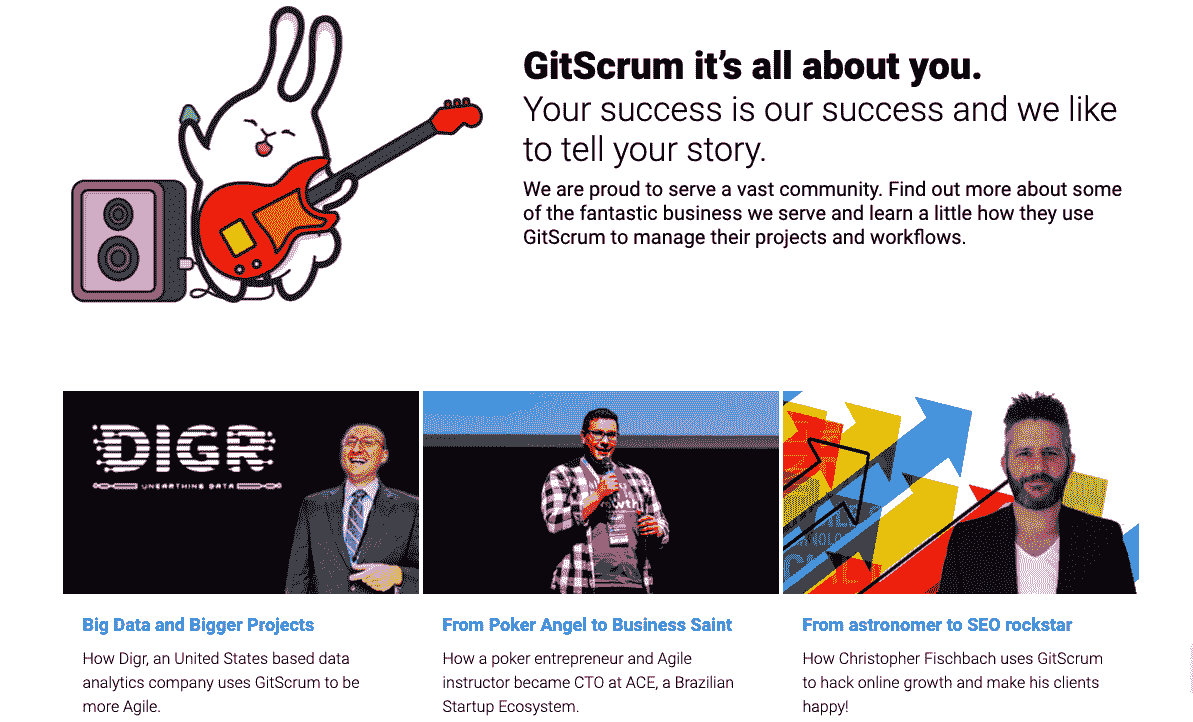 GitScrum it's all about you.
Your success is our success and we like
to tell your story.
We are proud to serve a vast community. Find out more about some
of the fantastic business we serve and learn a little how they use
GitScrum to manage their projects and workflows.
DIGR
UNEARTHING DATA
Big Data and Bigger Projects
How Digr, an United States based data
analytics company uses GitScrum to be
more Agile.
From Poker Angel to Business Saint
How a poker entrepreneur and Agile
instructor became CTO at ACE, a Brazilian
Startup Ecosystem.
From astronomer to SEO rockstar
How Christopher Fischbach uses GitScrum
to hack online growth and make his clients
happy!